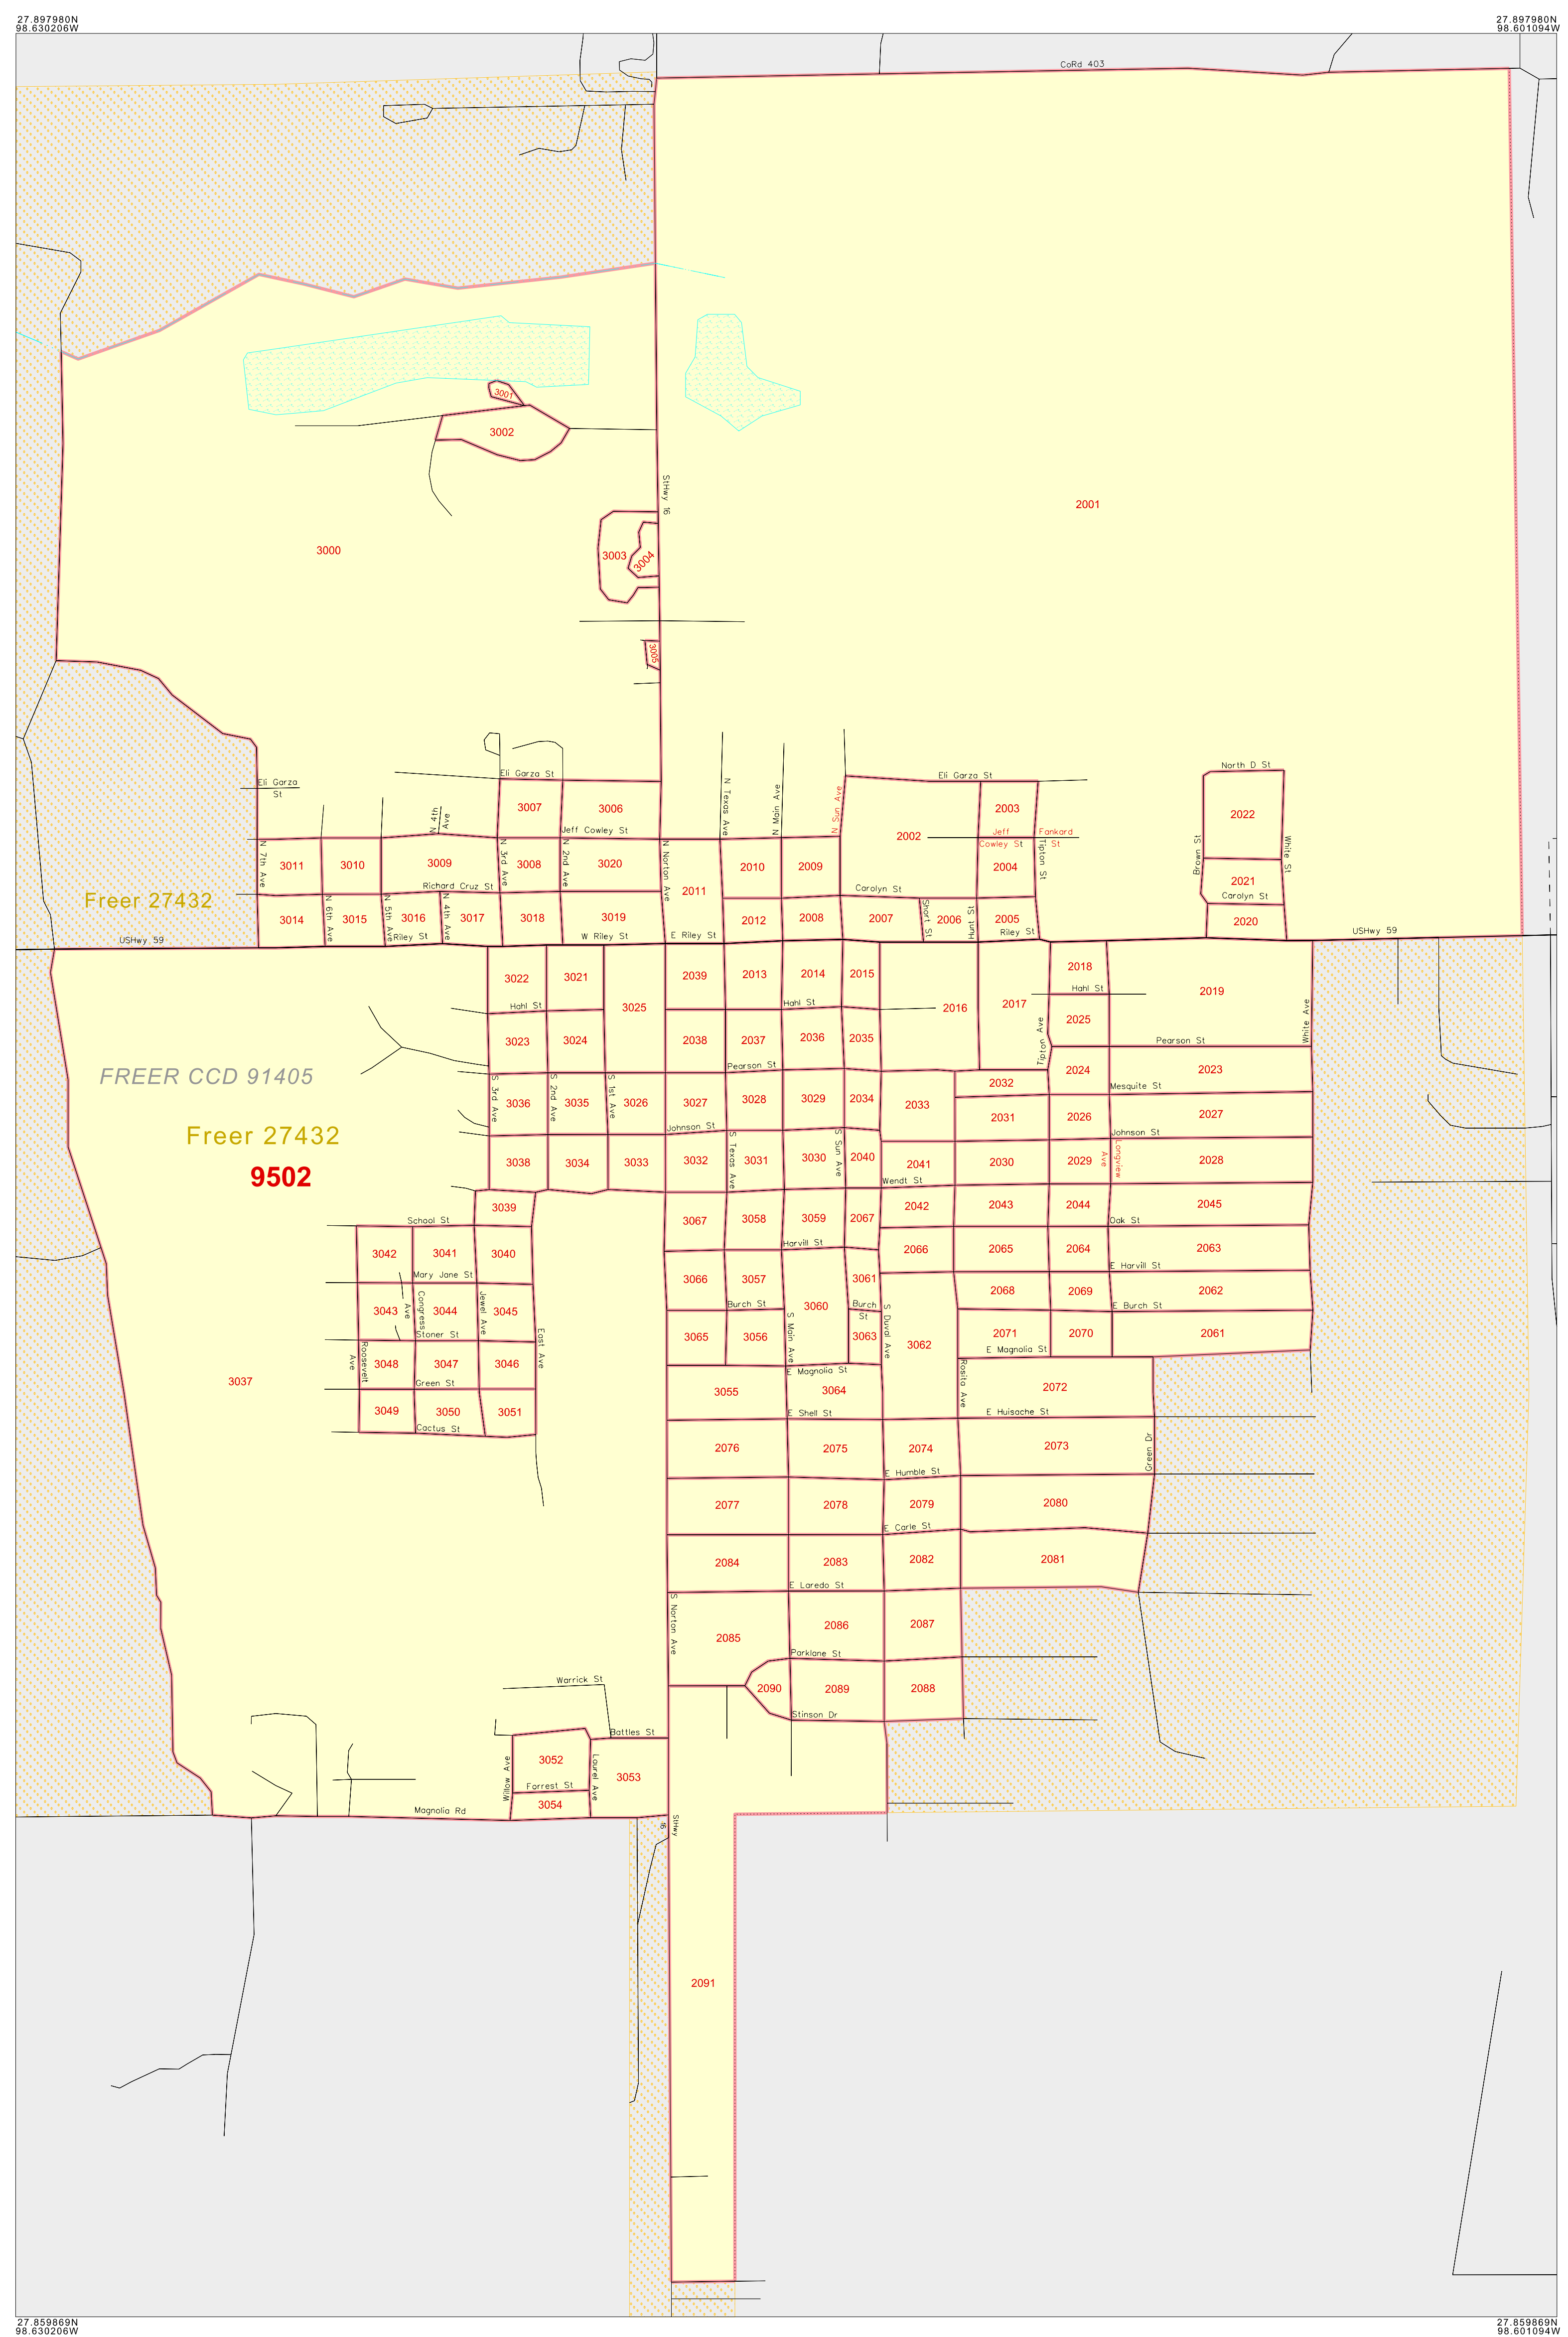 27.897980N
98.630206W
27.897980N
98.601094W
CoRd 403
StHwy 16
2001
3001
3002
3000
3003
3004
3005
North D St
Eli Garza
St
Eli Garza St
Eli Garza St
N Texas Ave
N Main Ave
N Sun Ave
N 4th
Ave
3007
3006
2003
2022
Jeff Cowley St
2002
Jeff
Cowley St
Fankard
St
Brown St
White St
N 7th Ave
3011
3010
3009
N 3rd Ave
3008
N 2nd Ave
3020
N Norton Ave
2010
2009
2004
Tipton St
2021
Richard Cruz St
2011
Carolyn St
Carolyn St
Freer 27432
3014
N 6th Ave
3015
N 5th Ave
3016
N 4th Ave
3017
3018
3019
2012
2008
2007
Short St
2006
Hunt St
2005
2020
USHwy 59
Riley St
W Riley St
E Riley St
Riley St
USHwy 59
3022
3021
3025
2039
2013
2014
2015
2016
2017
2018
2019
White Ave
Hahl St
Hahl St
Hahl St
3023
3024
2038
2037
2036
2035
Tipton Ave
2025
Pearson St
Pearson St
FREER CCD 91405
2024
2023
S 3rd Ave
S 2nd Ave
S 1st Ave
2032
Mesquite St
3036
3035
3026
3027
3028
3029
2034
2033
2031
2026
2027
Freer 27432
Johnson St
Johnson St
S Texas Ave
S Sun Ave
9502
3038
3034
3033
3032
3031
3030
2040
2041
2030
2029
Longview
Ave
2028
Wendt St
3039
School St
3067
3058
3059
2067
2042
2043
2044
2045
Oak St
3042
3041
3040
Harvill St
2066
2065
2064
2063
Mary Jane St
E Harvill St
3066
3057
3061
3060
2068
2069
2062
3043
Ave
Congress
3044
Jewel Ave
3045
Burch St
Burch
St
E Burch St
Stoner St
East Ave
S Main Ave
S Duval Ave
3065
3056
3063
3062
2071
2070
2061
E Magnolia St
Roosevelt
Ave
3048
3047
3046
E Magnolia St
Rosita Ave
3037
Green St
3055
3064
2072
3049
3050
3051
E Shell St
E Huisache St
Cactus St
2076
2075
2074
2073
Green Dr
E Humble St
2077
2078
2079
2080
E Carle St
2084
2083
2082
2081
E Laredo St
S Norton Ave
2085
2086
2087
Parklane St
Warrick St
2090
2089
2088
Stinson Dr
Battles St
Willow Ave
3052
Laurel Ave
3053
Forrest St
3054
Magnolia Rd
StHwy
16
2091
27.859869N
98.630206W
27.859869N
98.601094W